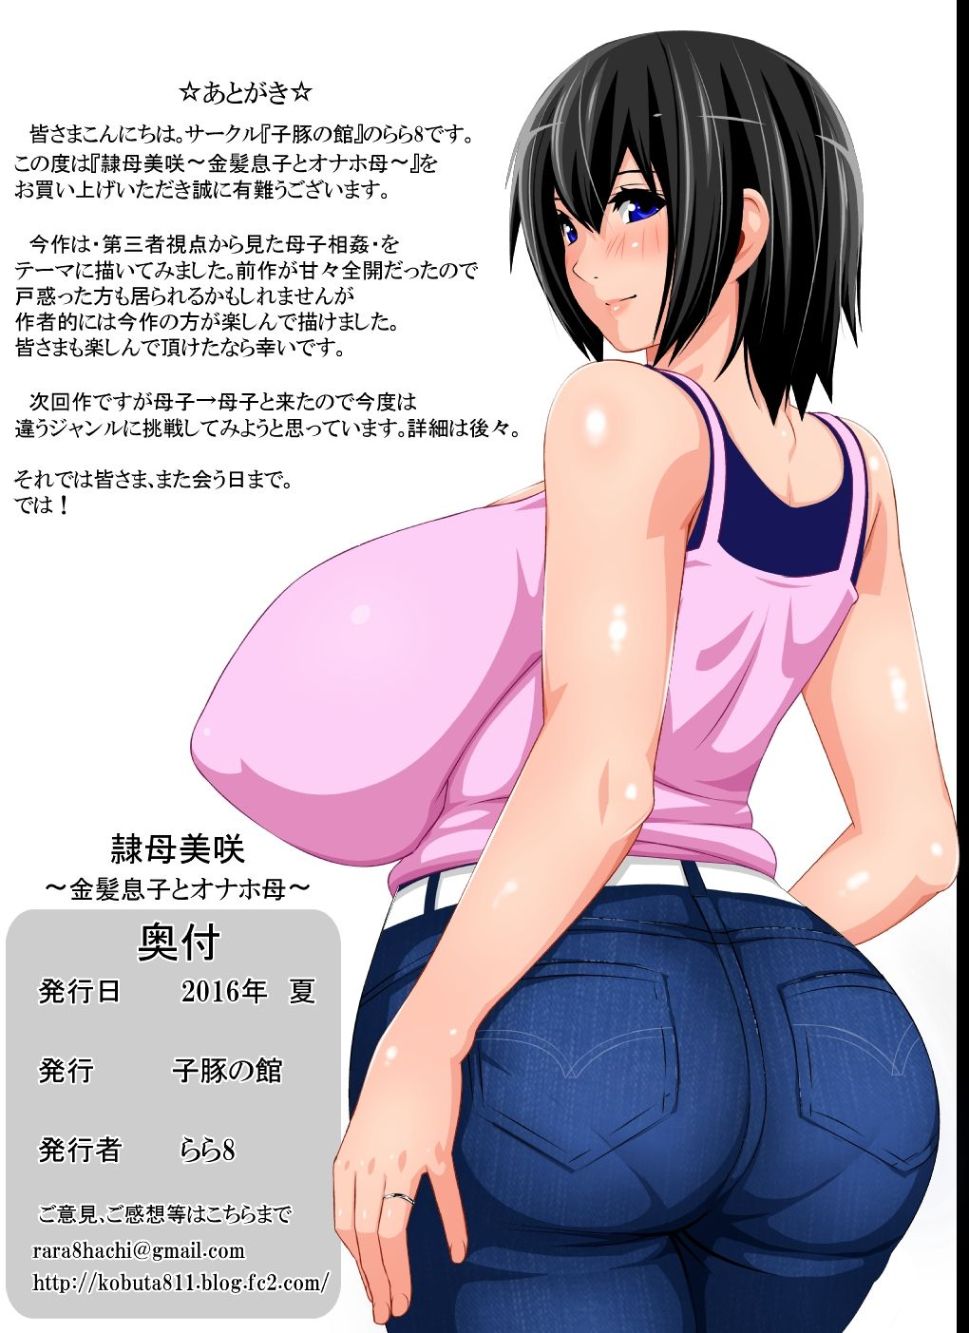 ☆あとがき☆
皆さまこんにちは。サークル『子豚の館』のらら8です。
この度は『隷母美咲～金髪息子とオナホ母～』を
お買い上げいただき誠に有難うございます。
今作は・第三者視点から見た母子相姦・を
テーマに描いてみました。前作が甘々全開だったので
戸惑った方も居られるかもしれませんが
作者的には今作の方が楽しんで描けました。
皆さまも楽しんで頂けたなら幸いです。
次回作ですが母子→母子と来たので今度は
違うジャンルに挑戦してみようと思っています。詳細は後々。
それでは皆さま、また会う日まで。
では！
隷母美咲
～金髪息子とオナホ母～
奥付
発行日 2016年 夏
発行 子豚の館
発行者 らら8
ご意見、ご感想等はこちらまで
rara8hachi@gmail.com
http://kobuta811.blog.fc2.com/